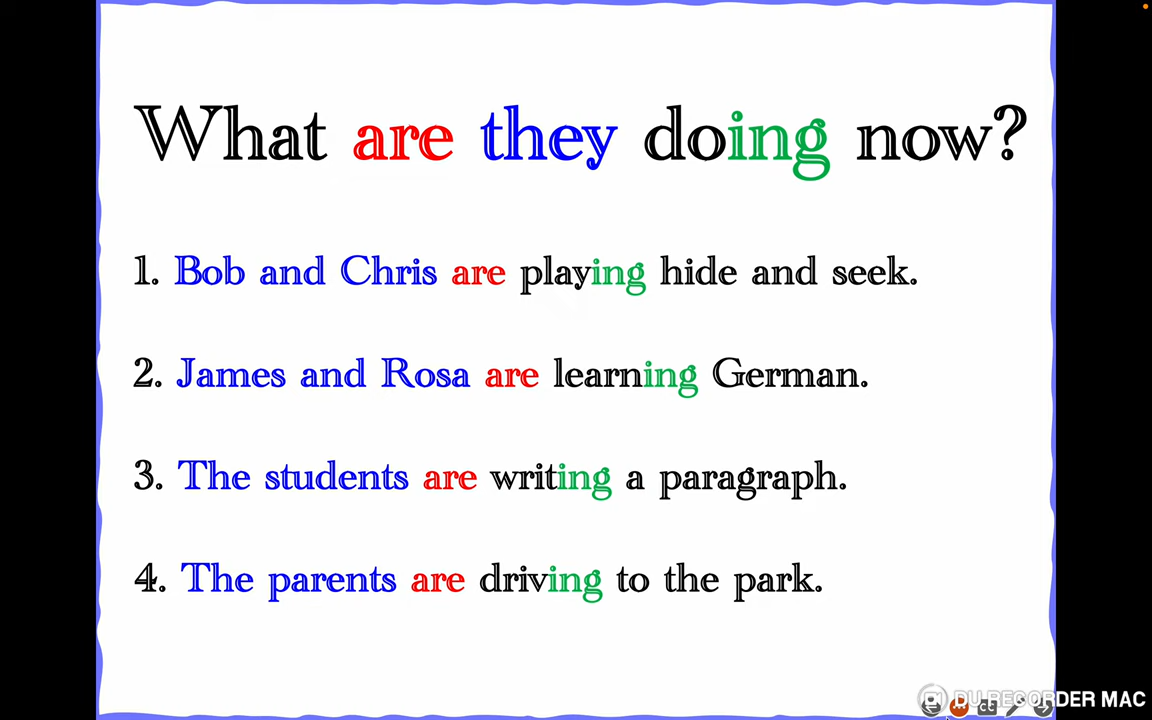 What are they doing now?
1. Bob and Chris are playing hide and seek.
2. James and Rosa are learning German.
3. The students are writing a paragraph.
4. The parents are driving to the park.
DU RECORDER MAC